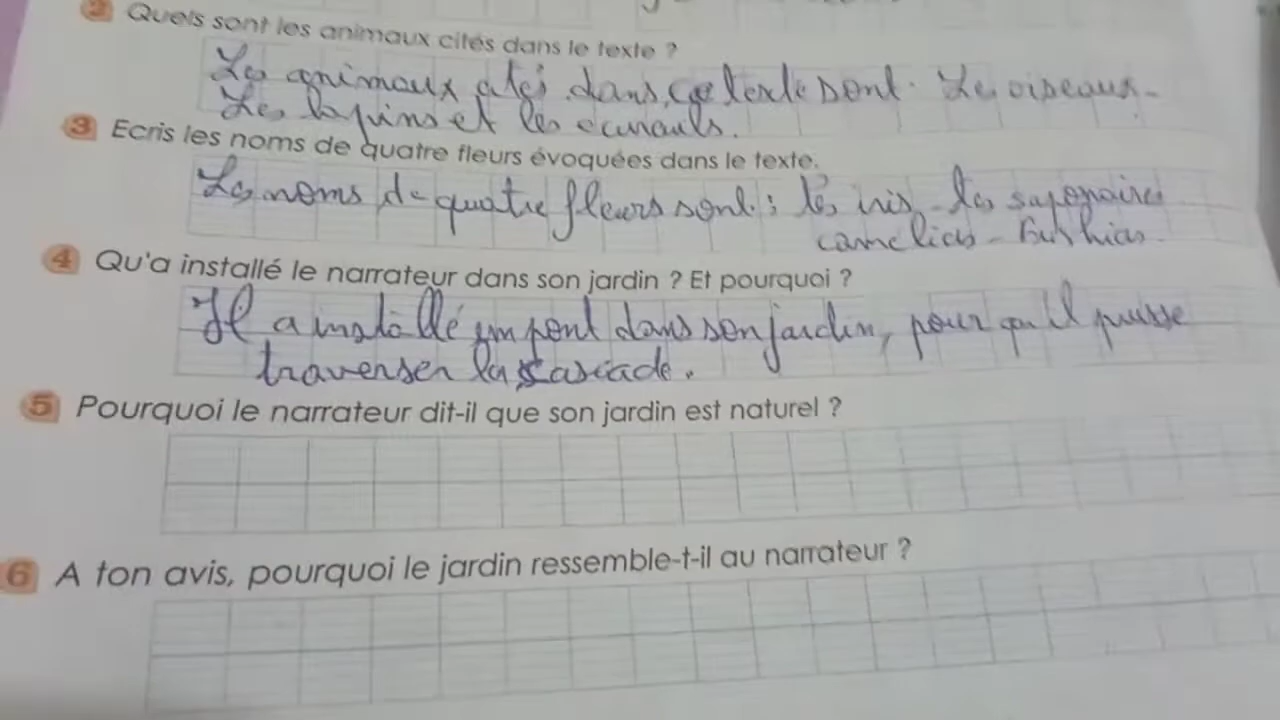 2 Quels sont les animaux cités dans le texte ?
Les animaux citei dans ce texte sont. Les oiseaux-
Les lapins et les ecurauls.
3 Ecris les noms de quatre fleurs évoquées dans le texte.
Les noms de quatre fleurs sont : les iris - les saponaires
camelias - Fushias.
4 Qu'a installé le narrateur dans son jardin ? Et pourquoi ?
Il a installé un pont dans son jardin, pour qu il puisse
traverser la cascade.
5 Pourquoi le narrateur dit-il que son jardin est naturel ?
6 A ton avis, pourquoi le jardin ressemble-t-il au narrateur ?